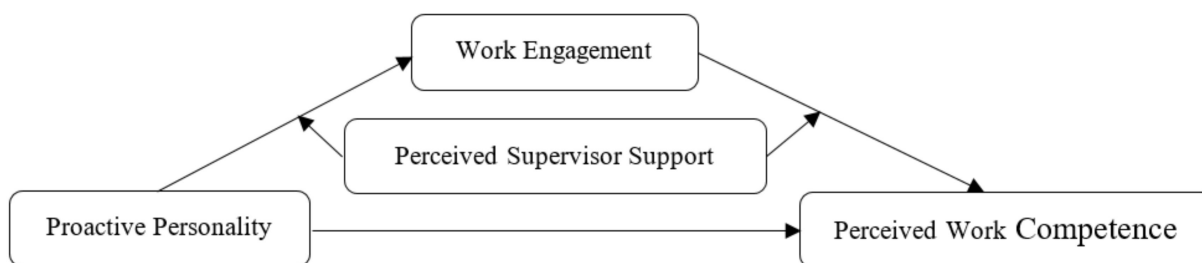 Work Engagement
Perceived Supervisor Support
Proactive Personality
Perceived Work Competence